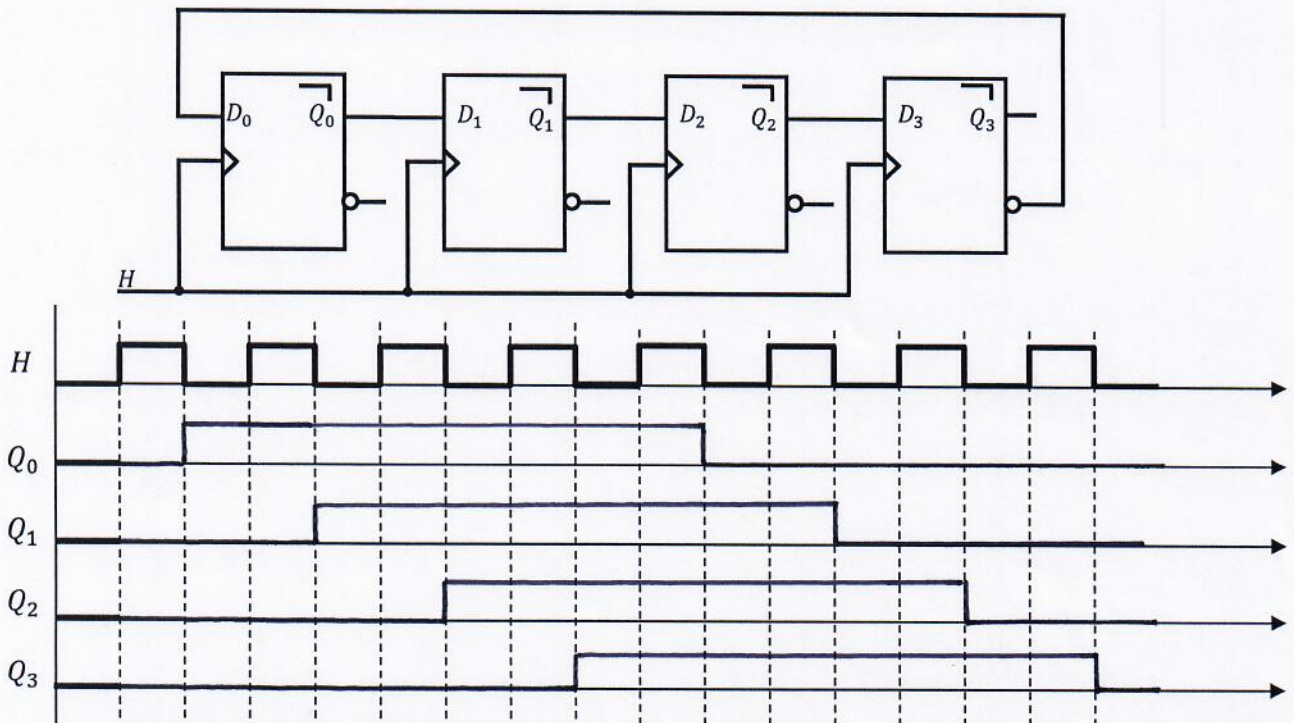 D₀ Q₀ D₁ Q₁ D₂ Q₂ D₃ Q₃
H
H
Q₀
Q₁
Q₂
Q₃